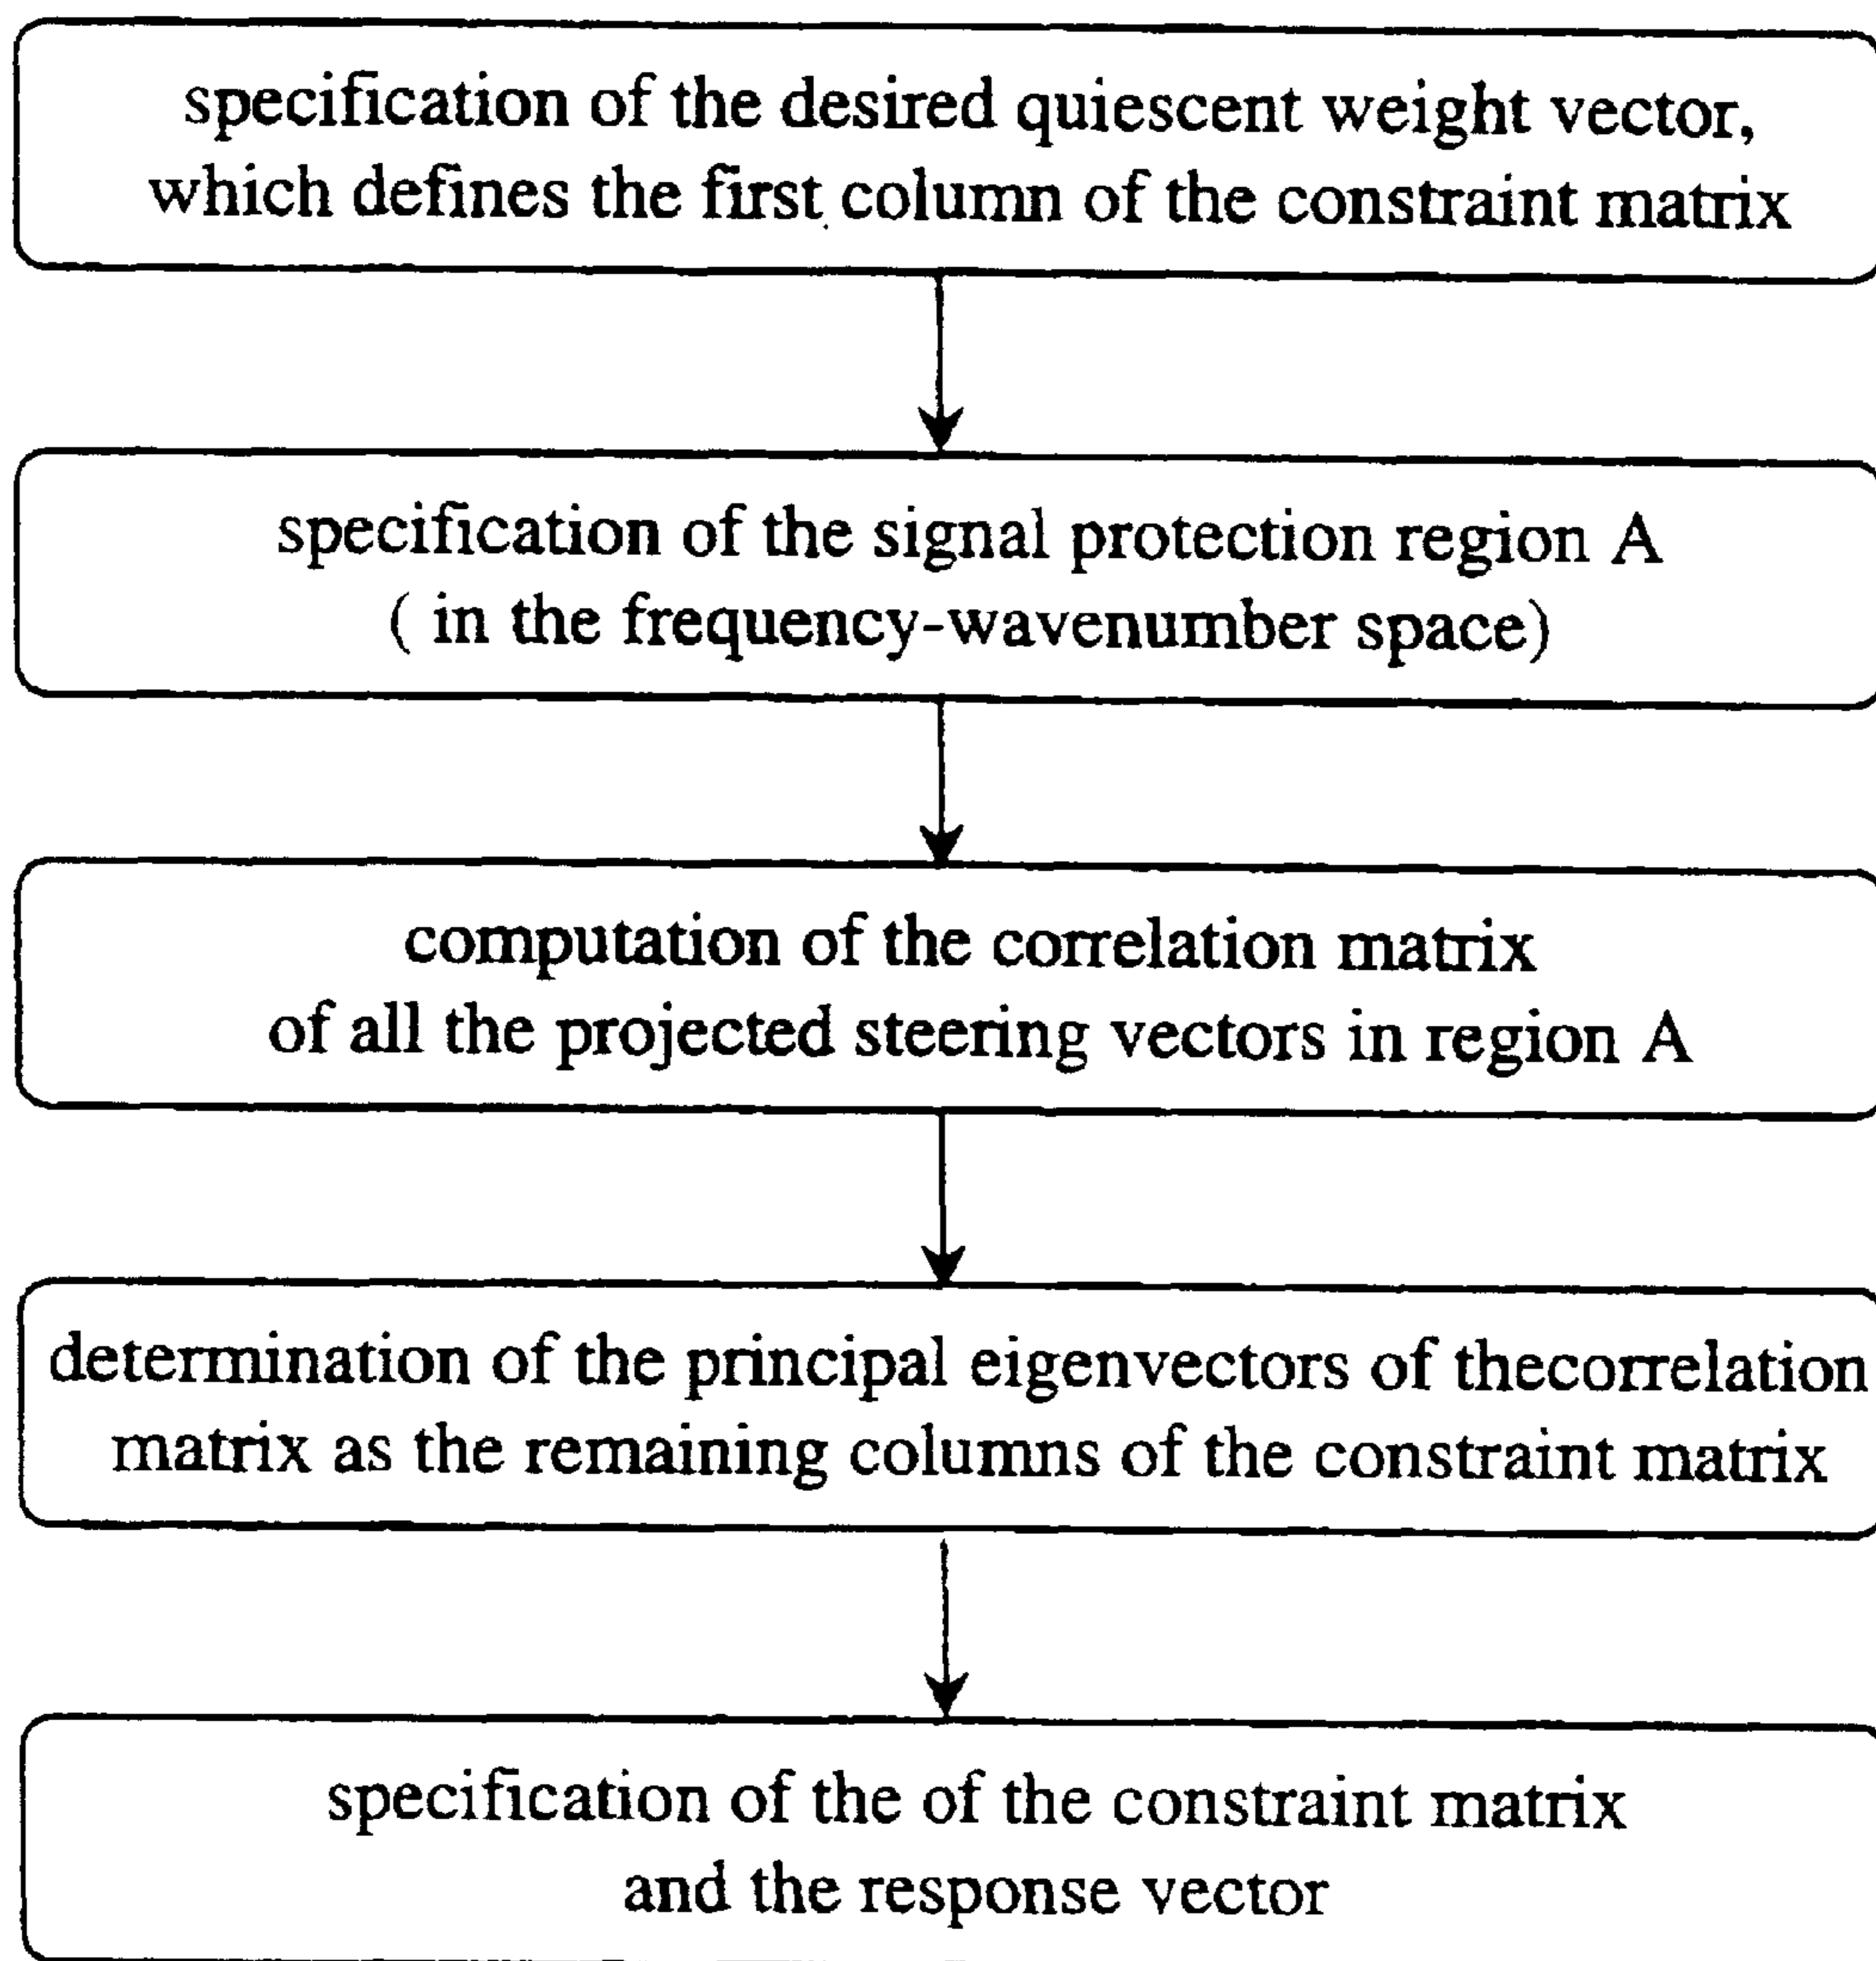 specification of the desired quiescent weight vector,
which defines the first column of the constraint matrix
specification of the signal protection region A
( in the frequency-wavenumber space)
computation of the correlation matrix
of all the projected steering vectors in region A
determination of the principal eigenvectors of thecorrelation
matrix as the remaining columns of the constraint matrix
specification of the of the constraint matrix
and the response vector